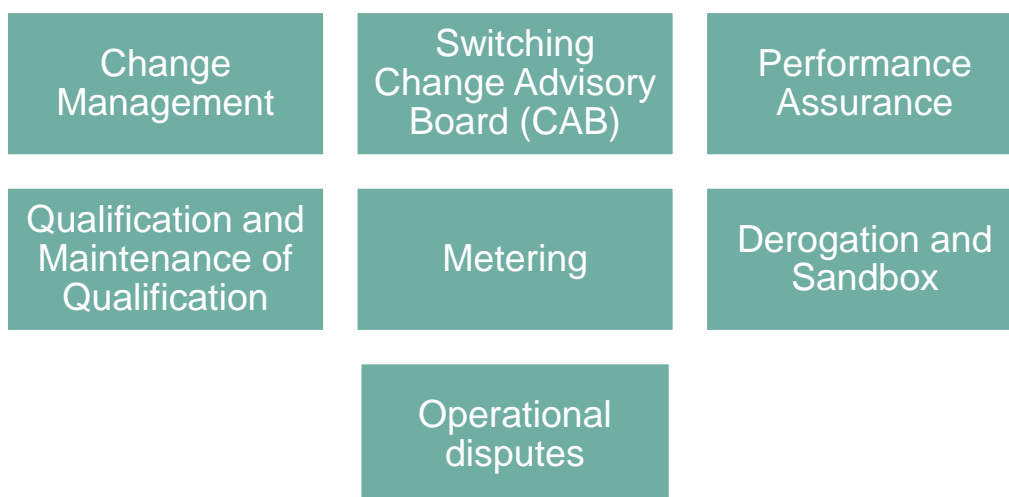 Change
Management
Switching
Change Advisory
Board (CAB)
Performance
Assurance
Qualification and
Maintenance of
Qualification
Metering
Derogation and
Sandbox
Operational
disputes